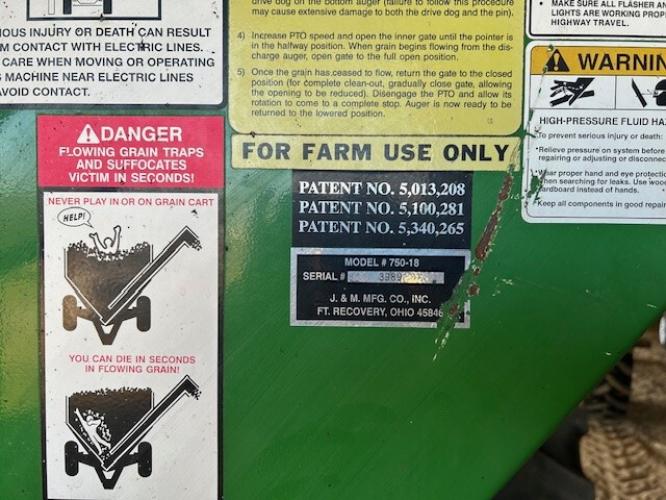 IOUS INJURY OR DEATH CAN RESULT
M CONTACT WITH ELECTRIC LINES.
CARE WHEN MOVING OR OPERATING
S MACHINE NEAR ELECTRIC LINES
AVOID CONTACT.
DANGER
FLOWING GRAIN TRAPS
AND SUFFOCATES
VICTIM IN SECONDS!
NEVER PLAY IN OR ON GRAIN CART
HELP!
YOU CAN DIE IN SECONDS
IN FLOWING GRAIN!
drive dog on the bottom auger (failure to follow this procedure
may cause extensive damage to both the drive dog and the pin).
4) Increase PTO speed and open the inner gate until the pointer is
in the halfway position. When grain begins flowing from the dis-
charge auger, open gate to the full open position.
5) Once the grain has ceased to flow, return the gate to the closed
position (for complete clean-out, gradually close gate, allowing
the opening to be reduced). Disengage the PTO and allow its
rotation to come to a complete stop. Auger is now ready to be
returned to the lowered position.
FOR FARM USE ONLY
PATENT NO. 5,013,208
PATENT NO. 5,100,281
PATENT NO. 5,340,265
MODEL # 750-18
SERIAL #
J. & M. MFG. CO., INC.
FT. RECOVERY, OHIO 45846
• MAKE SURE ALL FLASHER AN
LIGHTS ARE WORKING PROP
HIGHWAY TRAVEL.
WARNIN
HIGH-PRESSURE FLUID HAZ
To prevent serious injury or death:
•Relieve pressure on system before
repairing or adjusting or disconnec
•Wear proper hand and eye protectio
when searching for leaks. Use wood
cardboard instead of hands.
•Keep all components in good repair